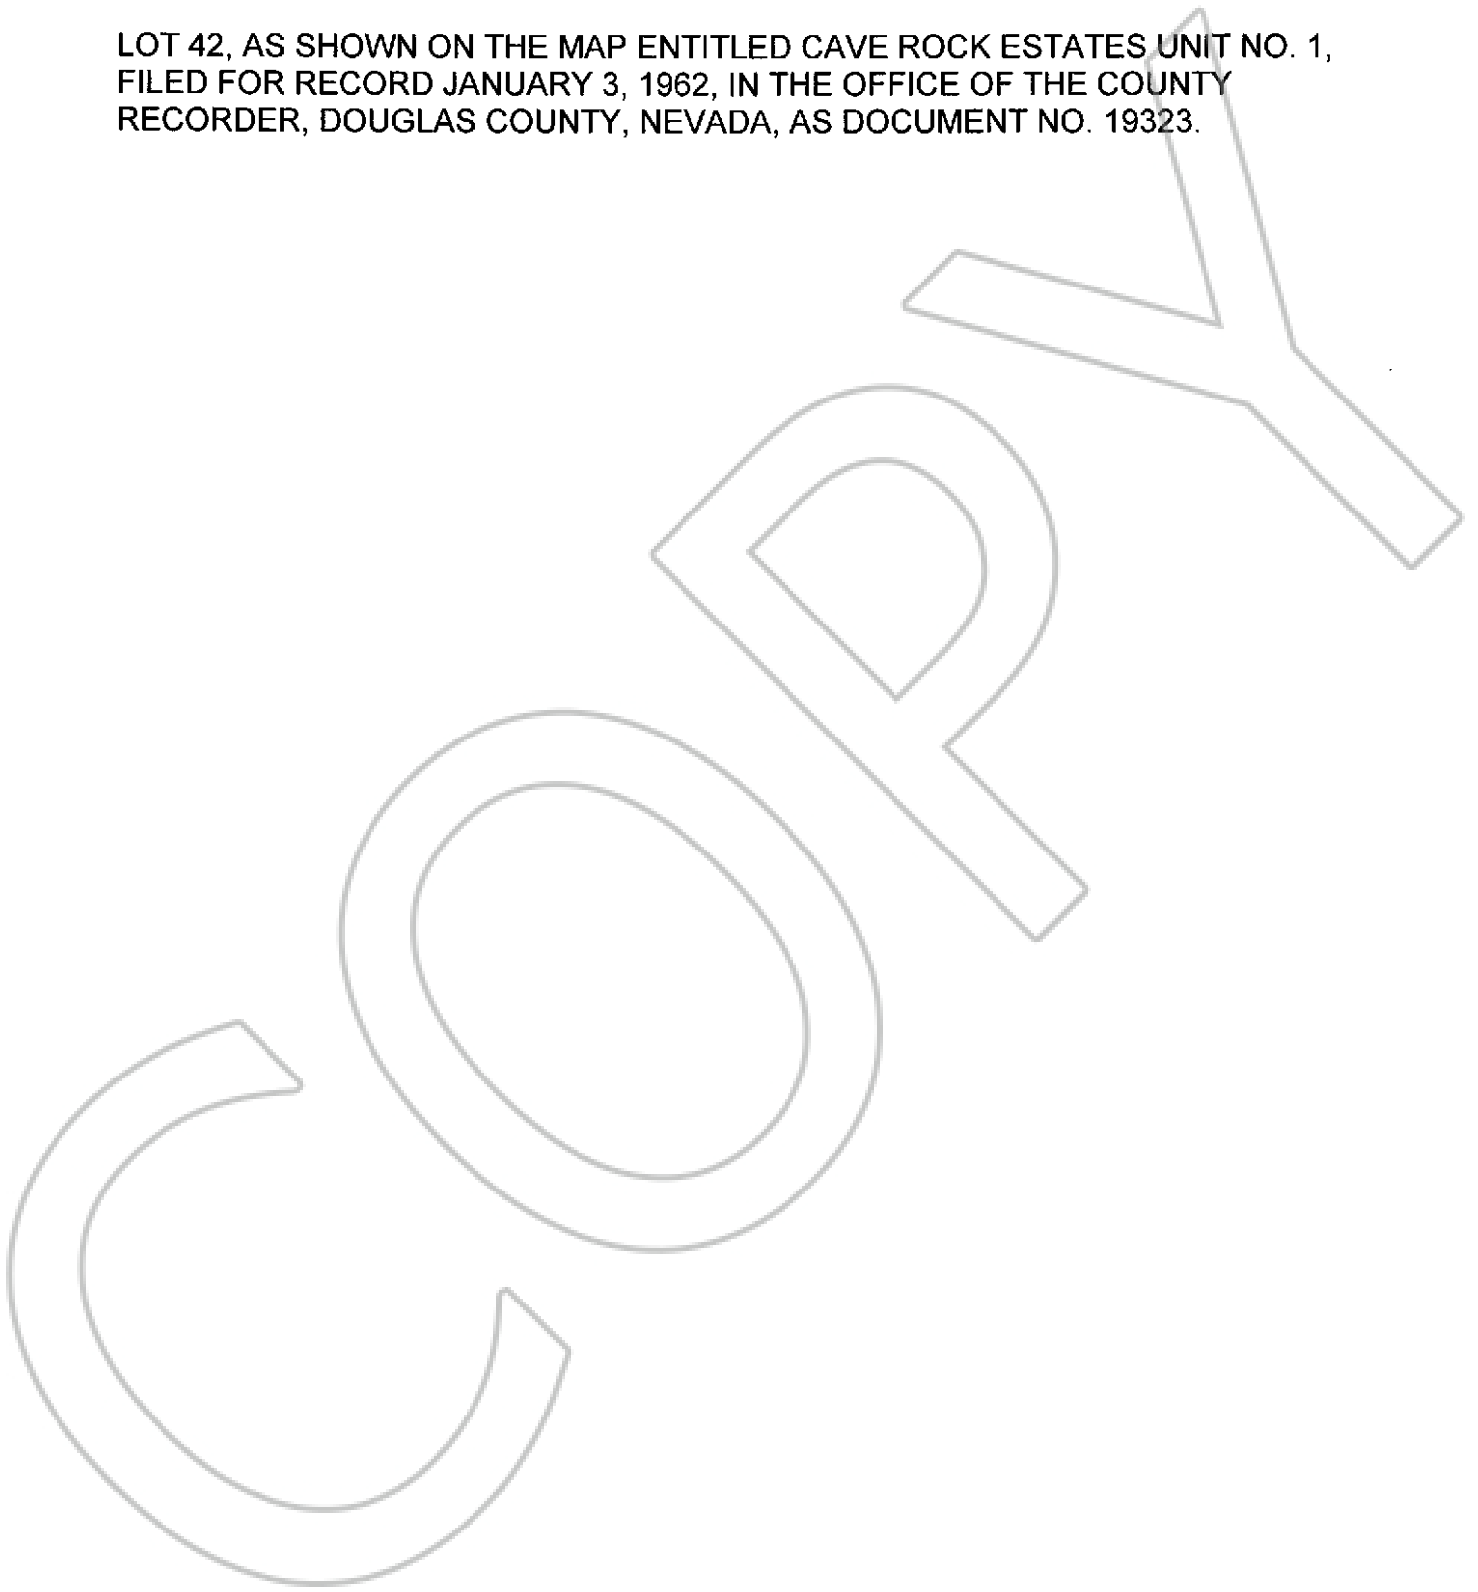 LOT 42, AS SHOWN ON THE MAP ENTITLED CAVE ROCK ESTATES UNIT NO. 1,
FILED FOR RECORD JANUARY 3, 1962, IN THE OFFICE OF THE COUNTY
RECORDER, DOUGLAS COUNTY, NEVADA, AS DOCUMENT NO. 19323.
COPY